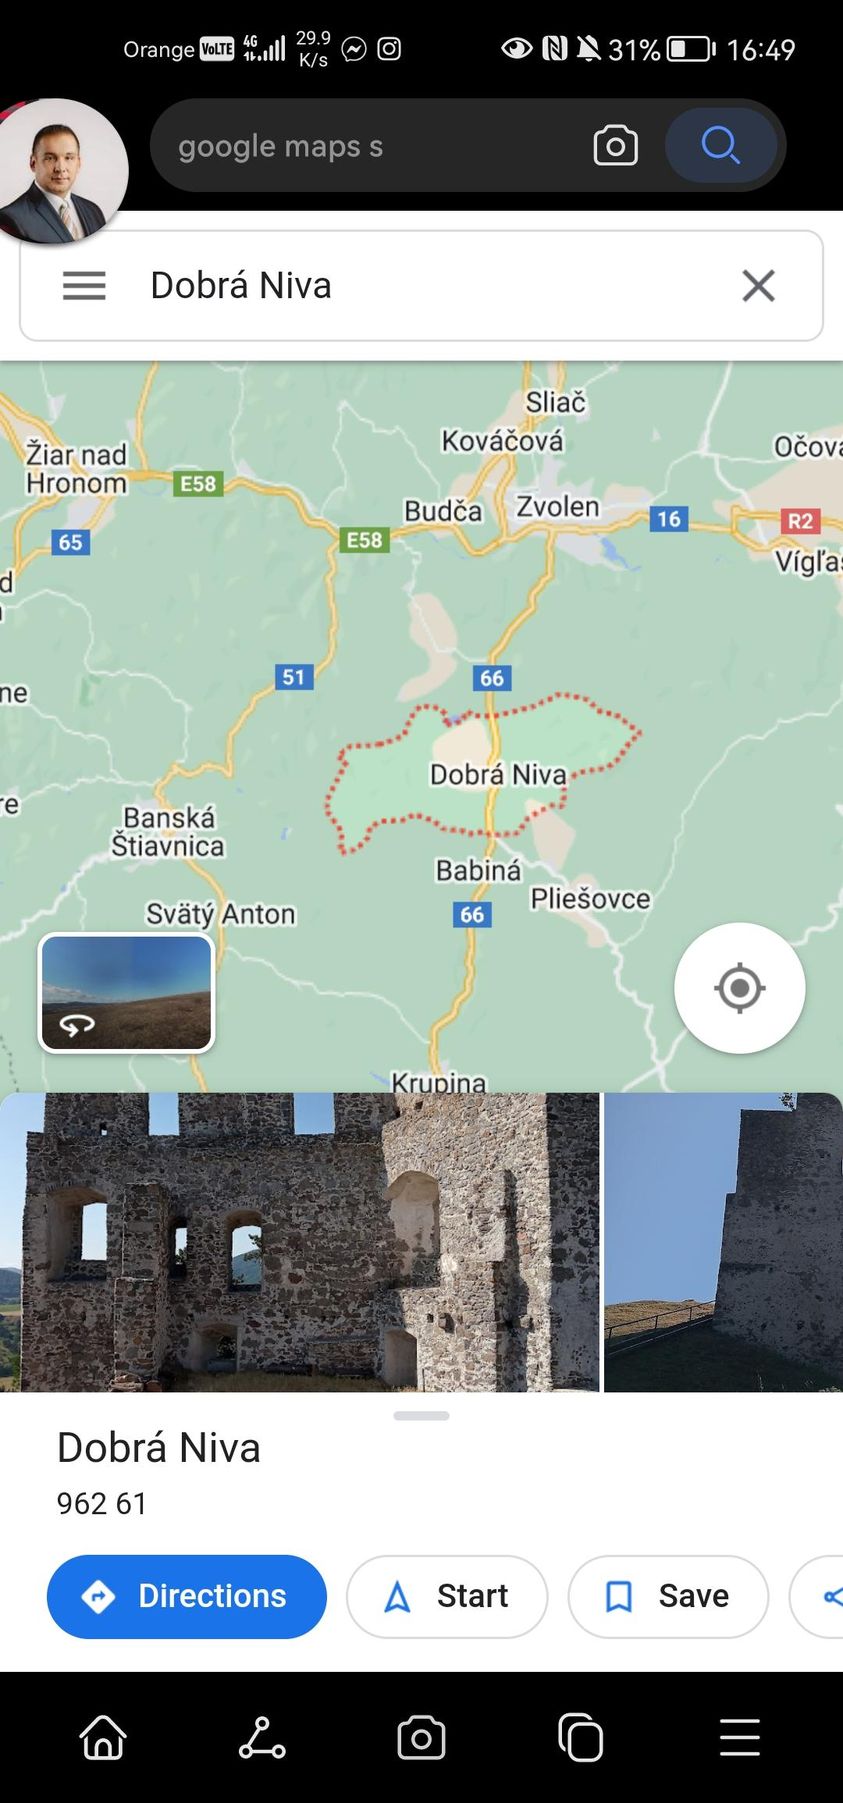 Orange VoLTE 4G 29.9 K/s 31% 16:49
google maps s
Dobrá Niva
Sliač
Kováčová
Očov
Žiar nad
Hronom
E58
Budča
Zvolen
16
R2
65
E58
Vígľa
d
51
66
ne
Dobrá Niva
re
Banská
Štiavnica
Babiná
Pliešovce
Svätý Anton
66
Krupina
Dobrá Niva
962 61
Directions
Start
Save